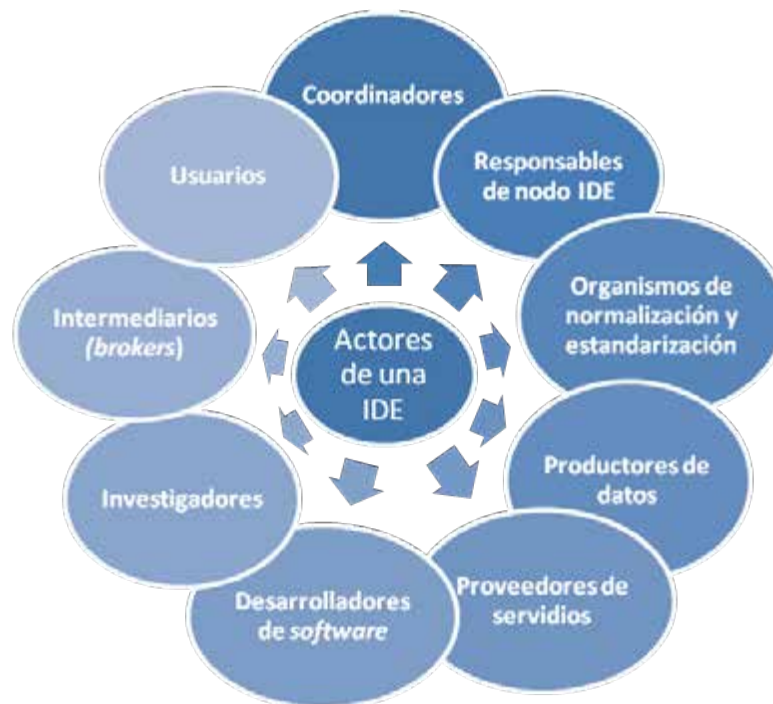 Coordinadores
Responsables
de nodo IDE
Organismos de
normalización y
estandarización
Productores de
datos
Proveedores de
servidios
Desarrolladores
de software
Investigadores
Intermediarios
(brokers)
Usuarios
Actores
de una
IDE